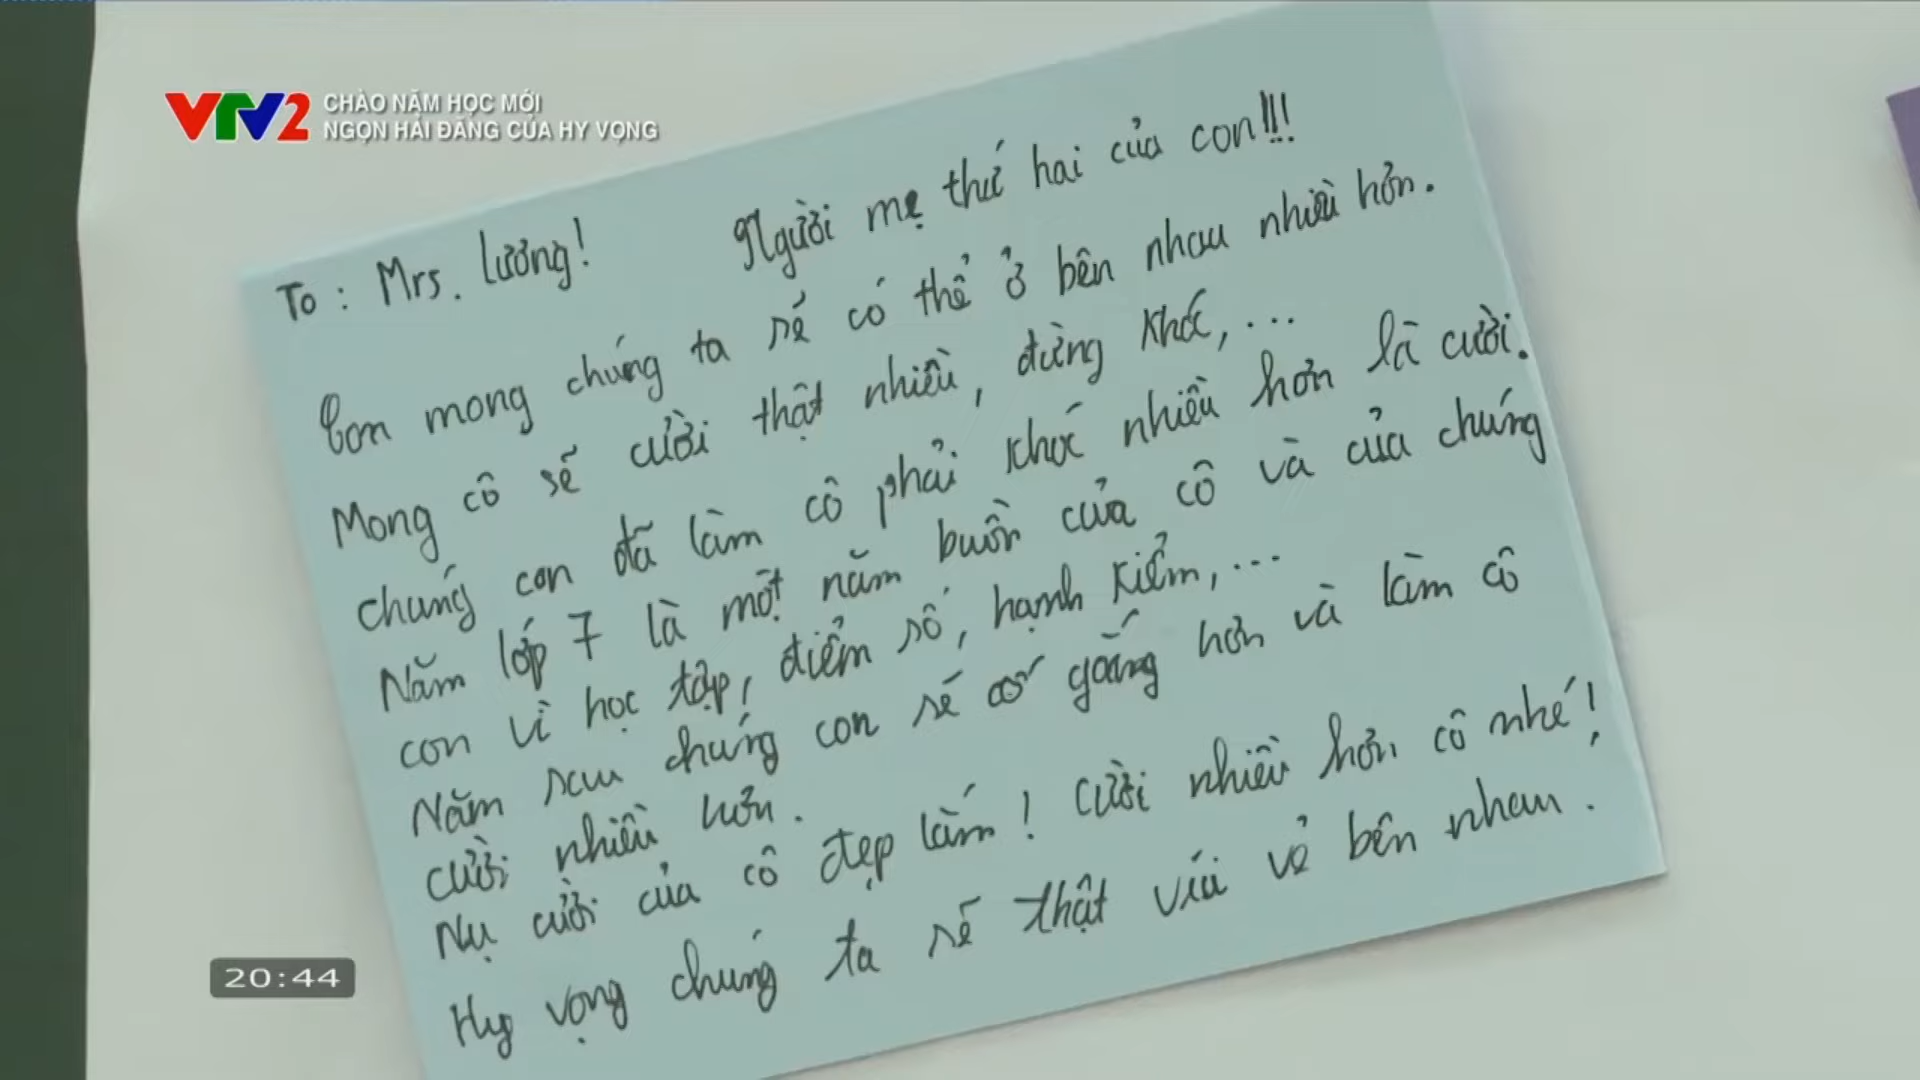 VTV2
CHÀO NĂM HỌC MỚI
NGỌN HẢI ĐĂNG CỦA HY VỌNG
To: Mrs. Lương! Người mẹ thứ hai của con!!!
Con mong chúng ta sẽ có thể ở bên nhau nhiều hơn.
Mong cô sẽ cười thật nhiều, đừng khóc,...
chúng con đã làm cô phải khóc nhiều hơn là cười.
Năm lớp 7 là một năm buồn của cô và của chúng
con vì học tập, điểm số, hạnh kiểm,...
Năm sau chúng con sẽ cố gắng hơn và làm cô
cười nhiều hơn.
Nụ cười của cô đẹp lắm! Cười nhiều hơn cô nhé!
Hy vọng chúng ta sẽ thật vui vẻ bên nhau.
20:44